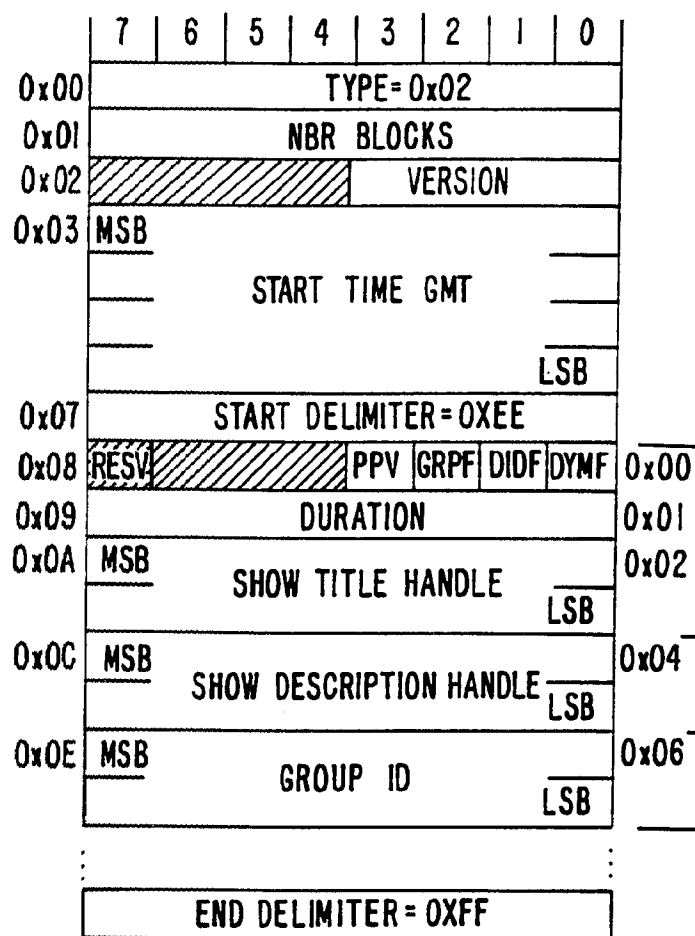 7 6 5 4 3 2 1 0
0x00 TYPE=0x02
0x01 NBR BLOCKS
0x02 VERSION
0x03 MSB
START TIME GMT
LSB
0x07 START DELIMITER=0XEE
0x08 RESV PPV GRPF DIDF DYMF 0x00
0x09 DURATION 0x01
0x0A MSB 0x02
SHOW TITLE HANDLE
LSB
0x0C MSB 0x04
SHOW DESCRIPTION HANDLE
LSB
0x0E MSB 0x06
GROUP ID
LSB
END DELIMITER=0XFF